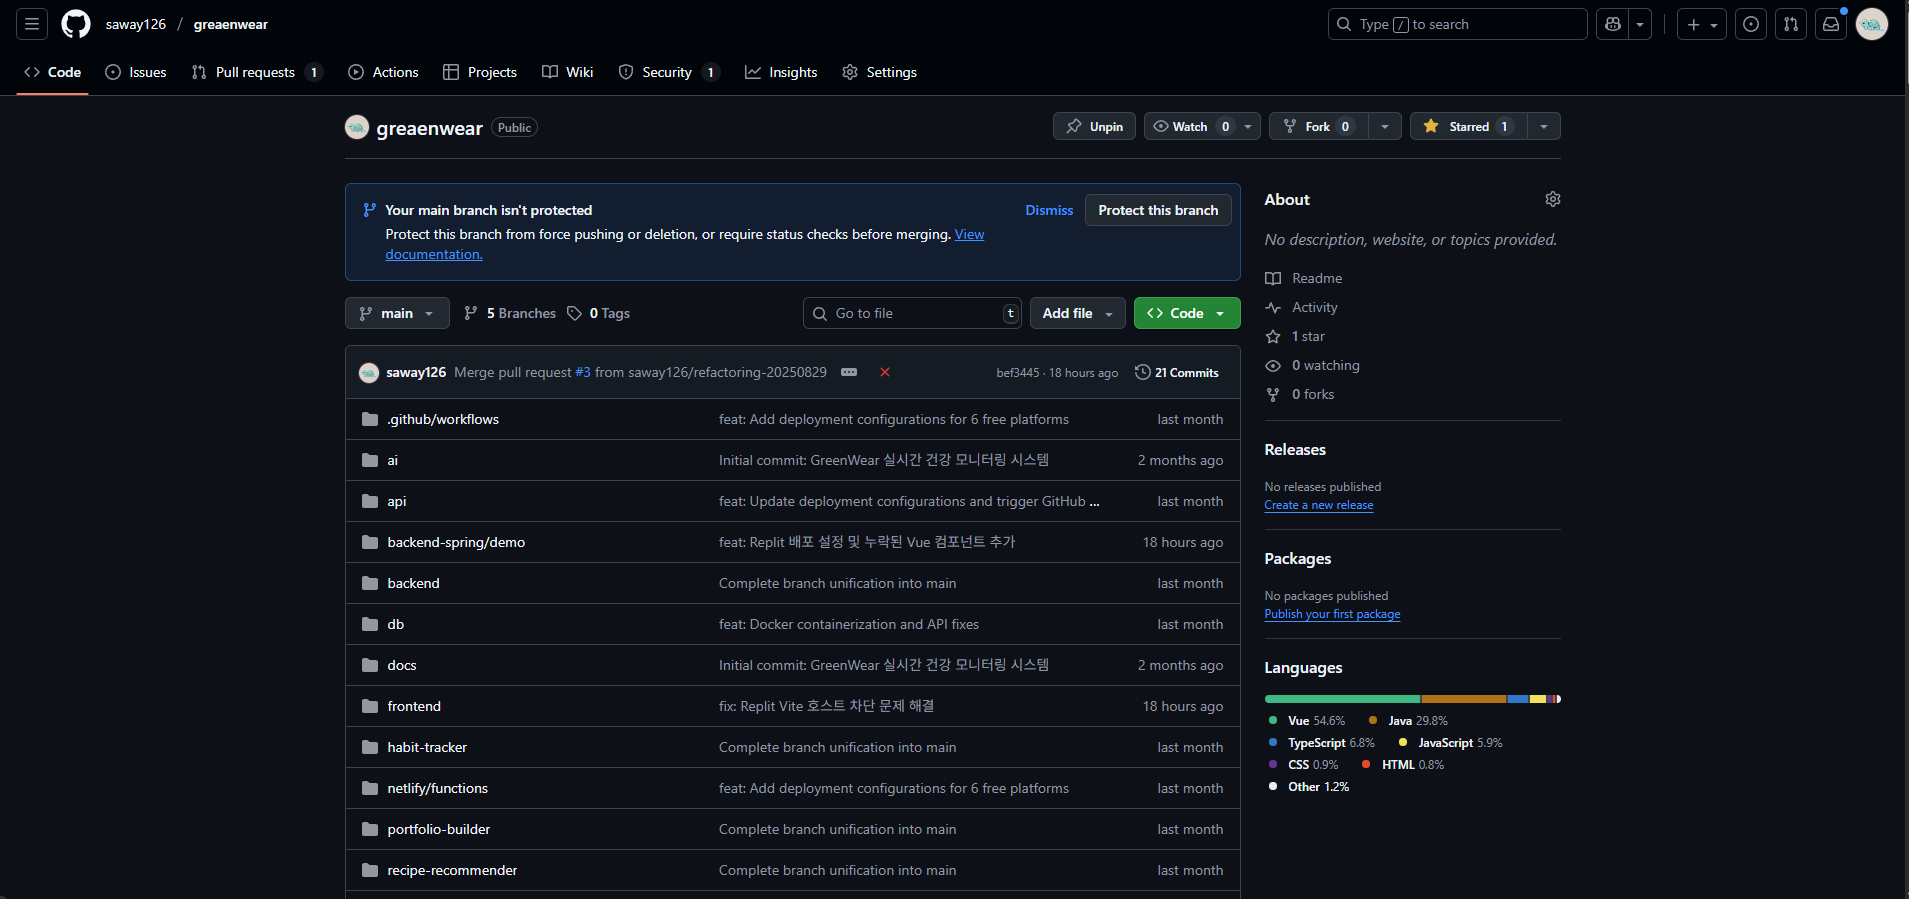 saway126 / greaenwear
Type / to search
Code
Issues
Pull requests 1
Actions
Projects
Wiki
Security 1
Insights
Settings
greaenwear Public
Unpin
Watch 0
Fork 0
Starred 1
Your main branch isn't protected
Protect this branch from force pushing or deletion, or require status checks before merging. View
documentation.
Dismiss
Protect this branch
main
5 Branches
0 Tags
Go to file t
Add file
Code
saway126 Merge pull request #3 from saway126/refactoring-20250829 bef3445 · 18 hours ago 21 Commits
.github/workflows feat: Add deployment configurations for 6 free platforms last month
ai Initial commit: GreenWear 실시간 건강 모니터링 시스템 2 months ago
api feat: Update deployment configurations and trigger GitHub ... last month
backend-spring/demo feat: Replit 배포 설정 및 누락된 Vue 컴포넌트 추가 18 hours ago
backend Complete branch unification into main last month
db feat: Docker containerization and API fixes last month
docs Initial commit: GreenWear 실시간 건강 모니터링 시스템 2 months ago
frontend fix: Replit Vite 호스트 차단 문제 해결 18 hours ago
habit-tracker Complete branch unification into main last month
netlify/functions feat: Add deployment configurations for 6 free platforms last month
portfolio-builder Complete branch unification into main last month
recipe-recommender Complete branch unification into main last month
About
No description, website, or topics provided.
Readme
Activity
1 star
0 watching
0 forks
Releases
No releases published
Create a new release
Packages
No packages published
Publish your first package
Languages
Vue 54.6% Java 29.8%
TypeScript 6.8% JavaScript 5.9%
CSS 0.9% HTML 0.8%
Other 1.2%